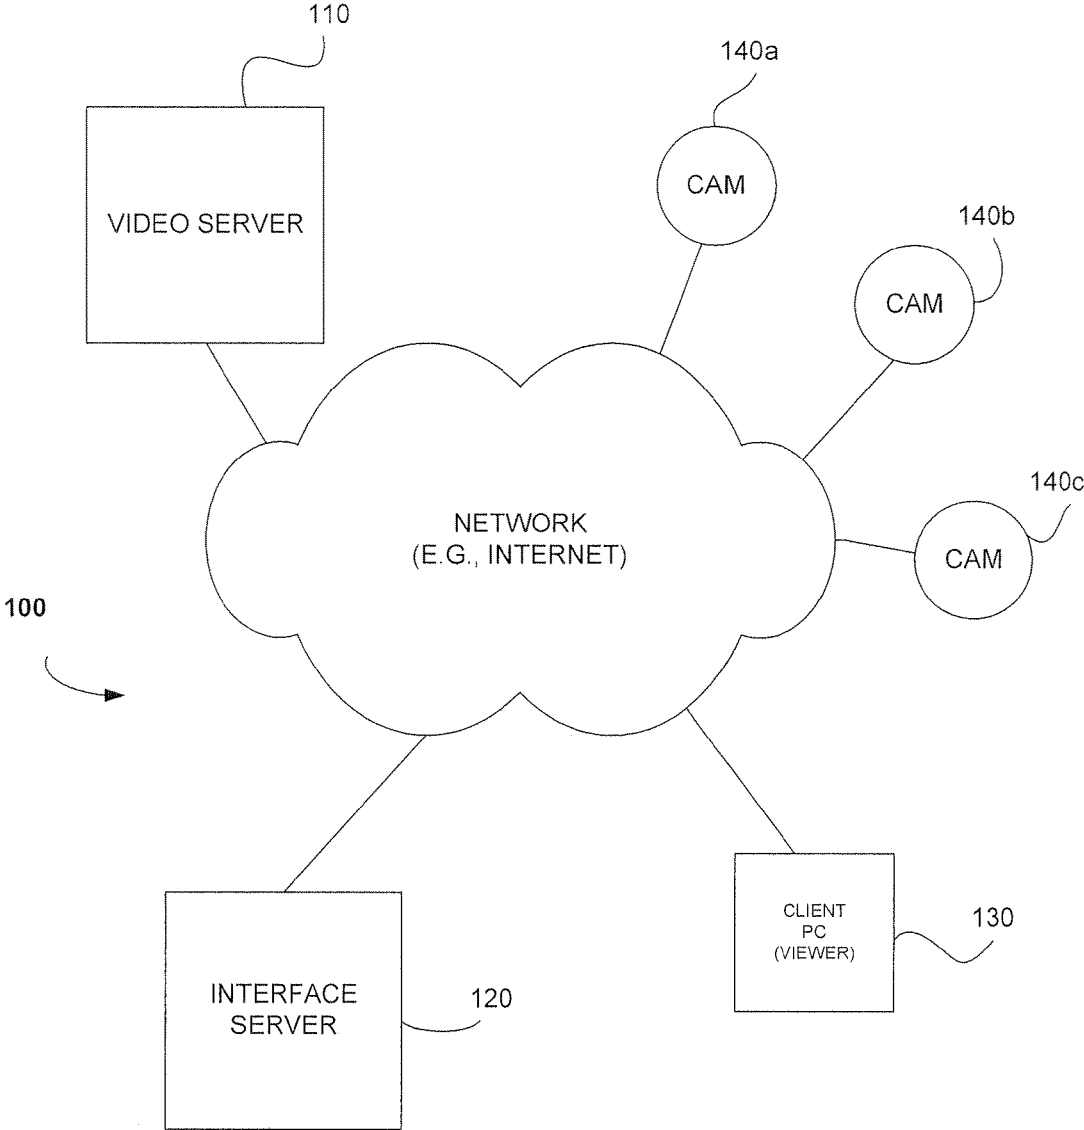 110
140a
CAM
VIDEO SERVER
140b
CAM
140c
NETWORK
(E.G., INTERNET)
CAM
100
CLIENT
PC
(VIEWER)
130
INTERFACE
SERVER
120